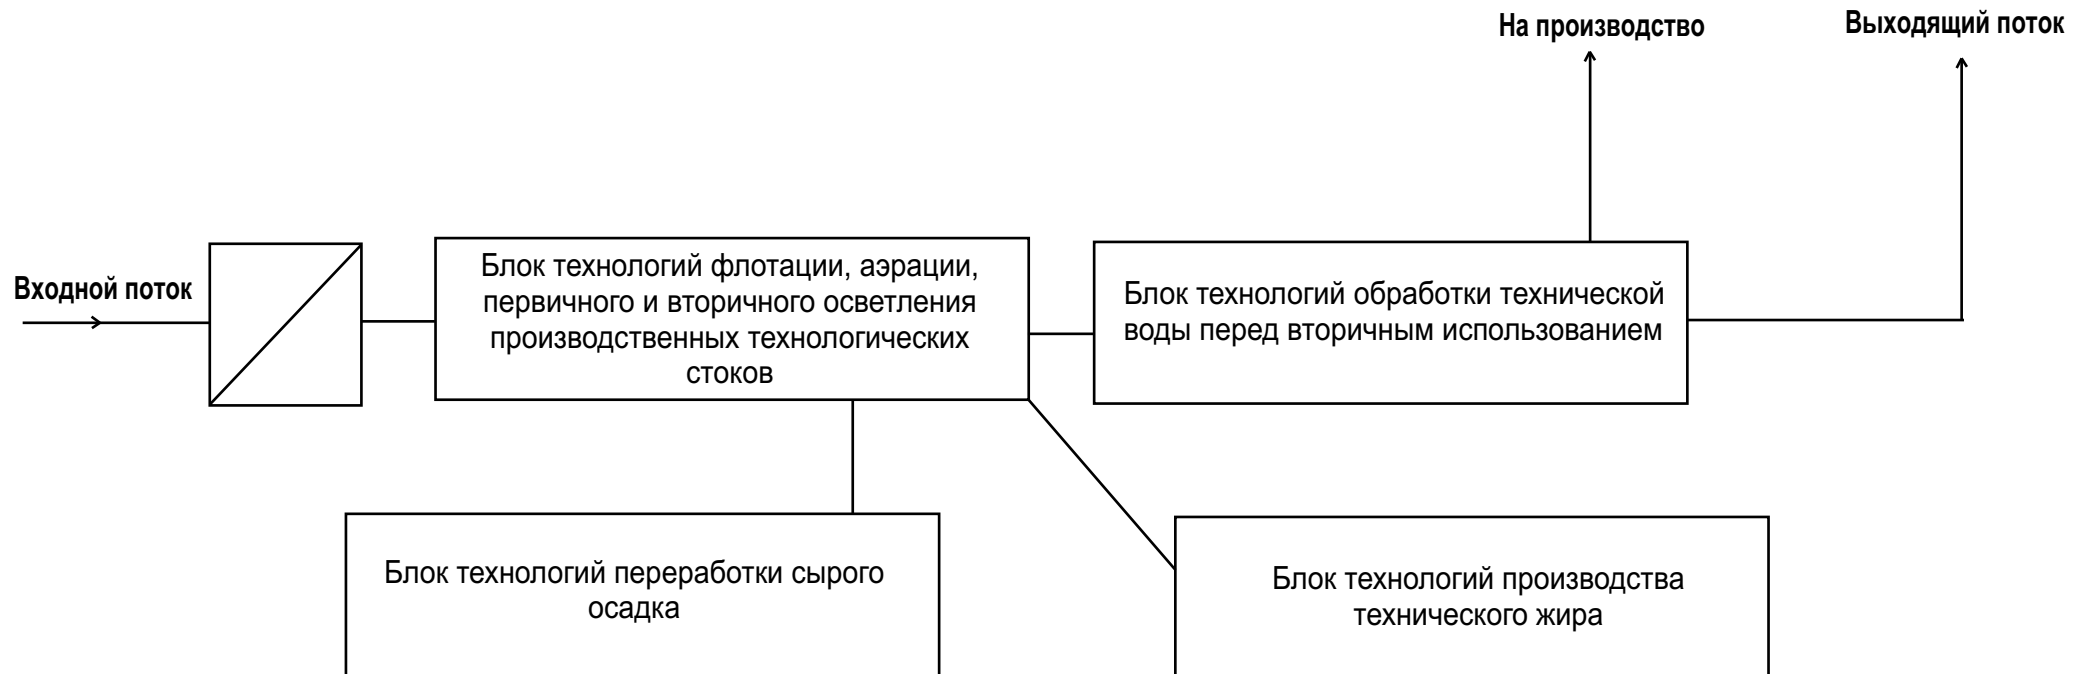 На производство
Выходящий поток
Входной поток
Блок технологий флотации, аэрации,
первичного и вторичного осветления
производственных технологических
стоков
Блок технологий обработки технической
воды перед вторичным использованием
Блок технологий переработки сырого
осадка
Блок технологий производства
технического жира